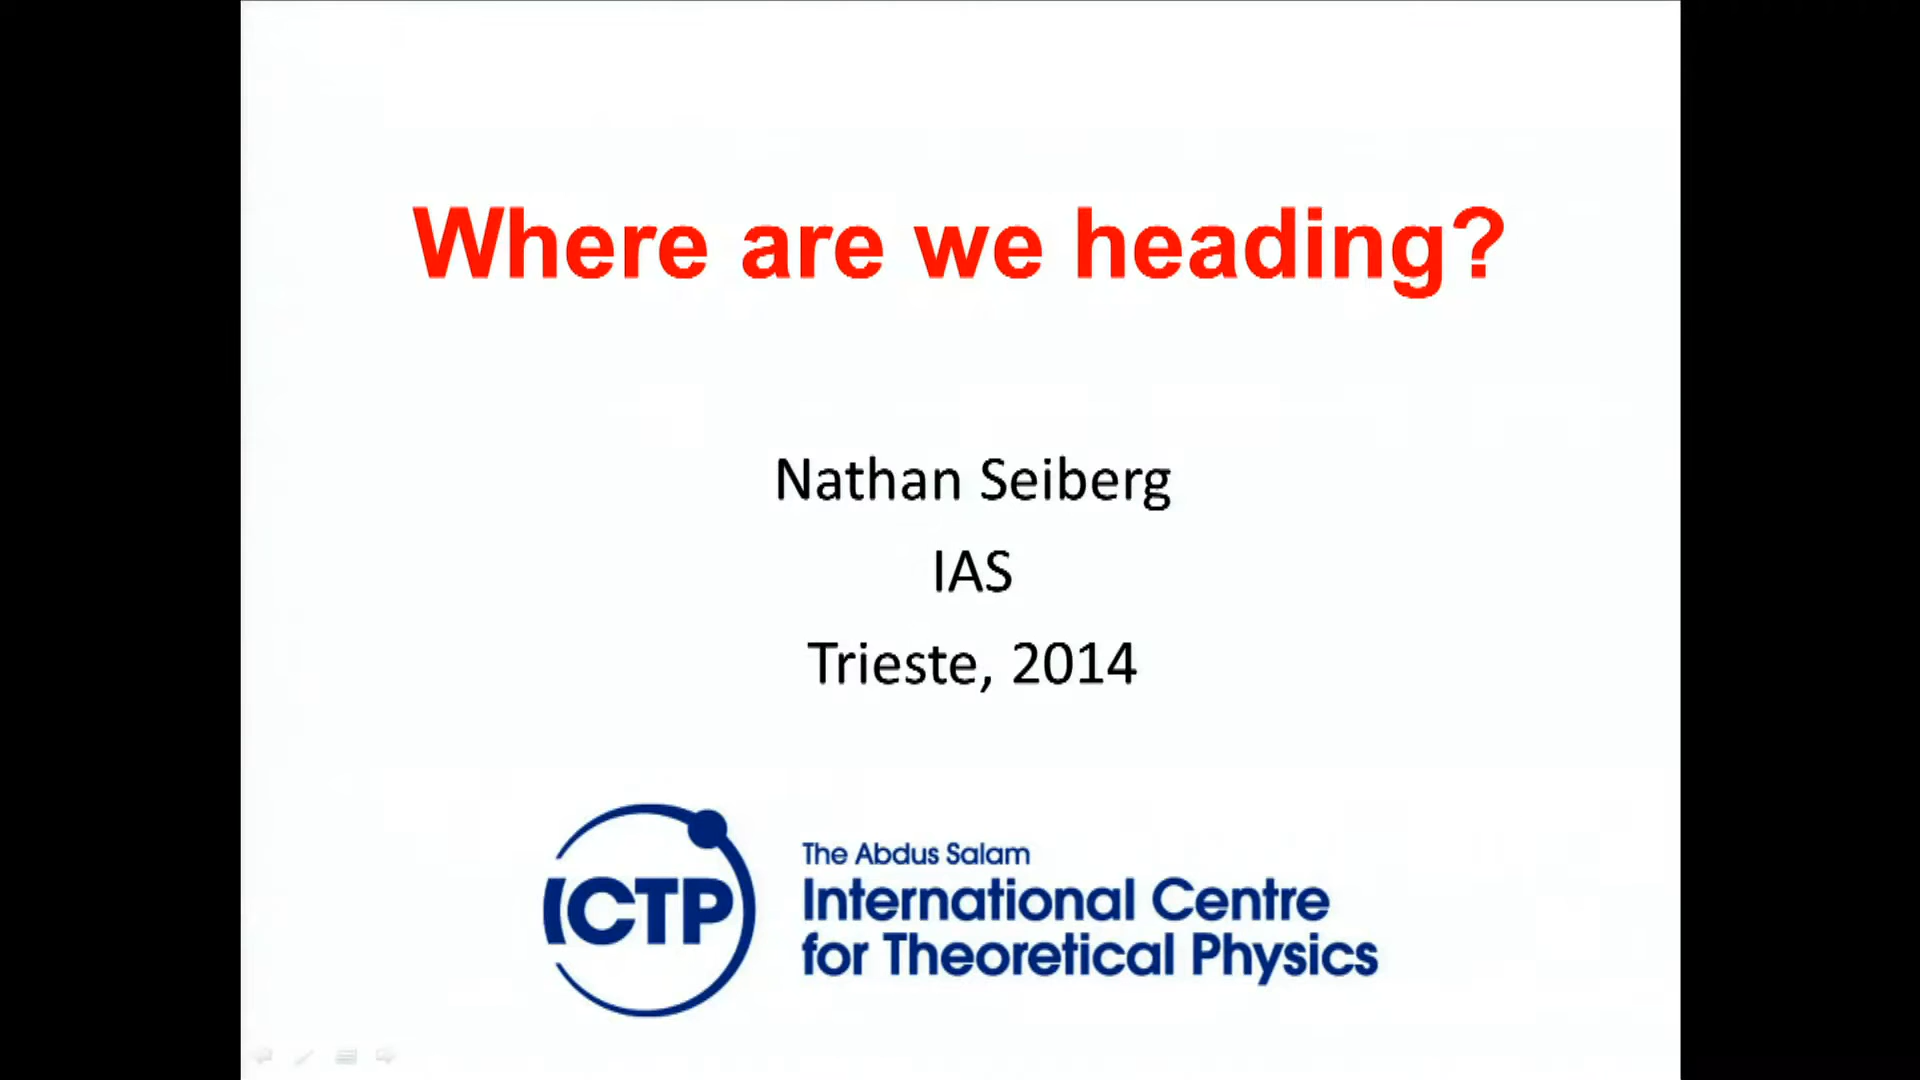 Where are we heading?
Nathan Seiberg
IAS
Trieste, 2014
ICTP
The Abdus Salam
International Centre
for Theoretical Physics